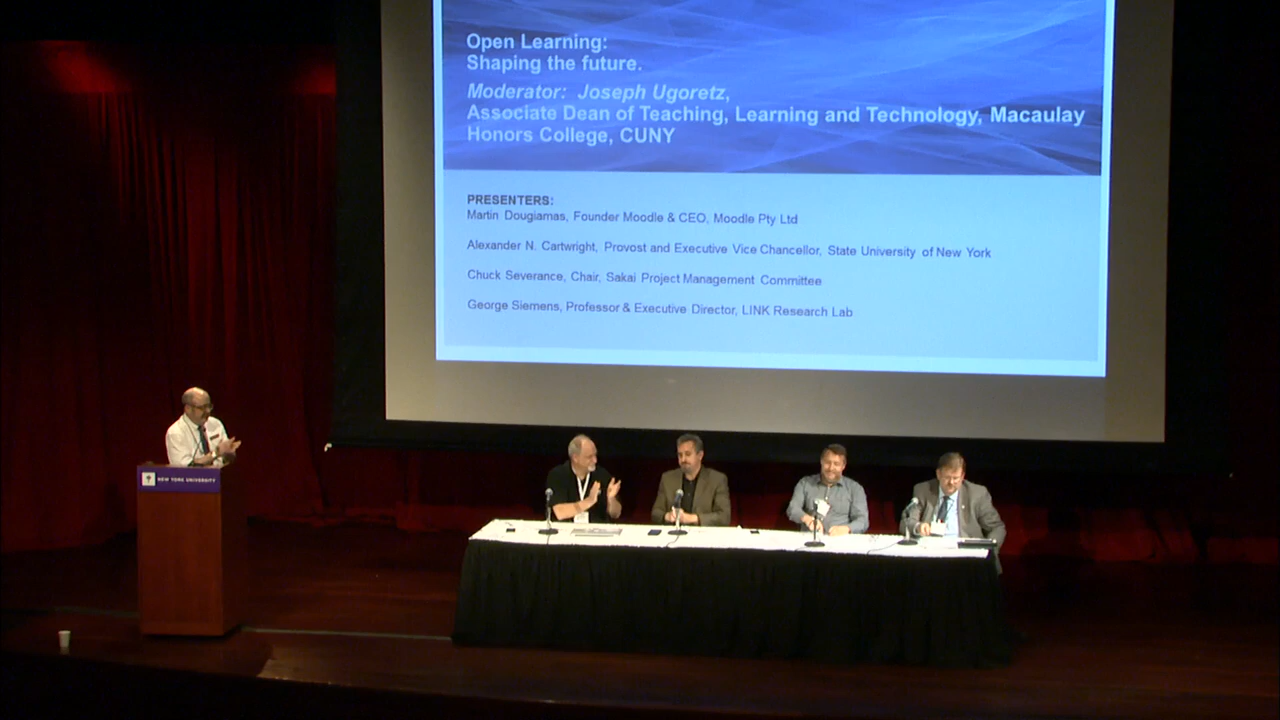 Open Learning:
Shaping the future.
Moderator: Joseph Ugoretz,
Associate Dean of Teaching, Learning and Technology, Macaulay
Honors College, CUNY
PRESENTERS:
Martin Dougiamas, Founder Moodle & CEO, Moodle Pty Ltd
Alexander N. Cartwright, Provost and Executive Vice Chancellor, State University of New York
Chuck Severance, Chair, Sakai Project Management Committee
George Siemens, Professor & Executive Director, LINK Research Lab
NEW YORK UNIVERSITY